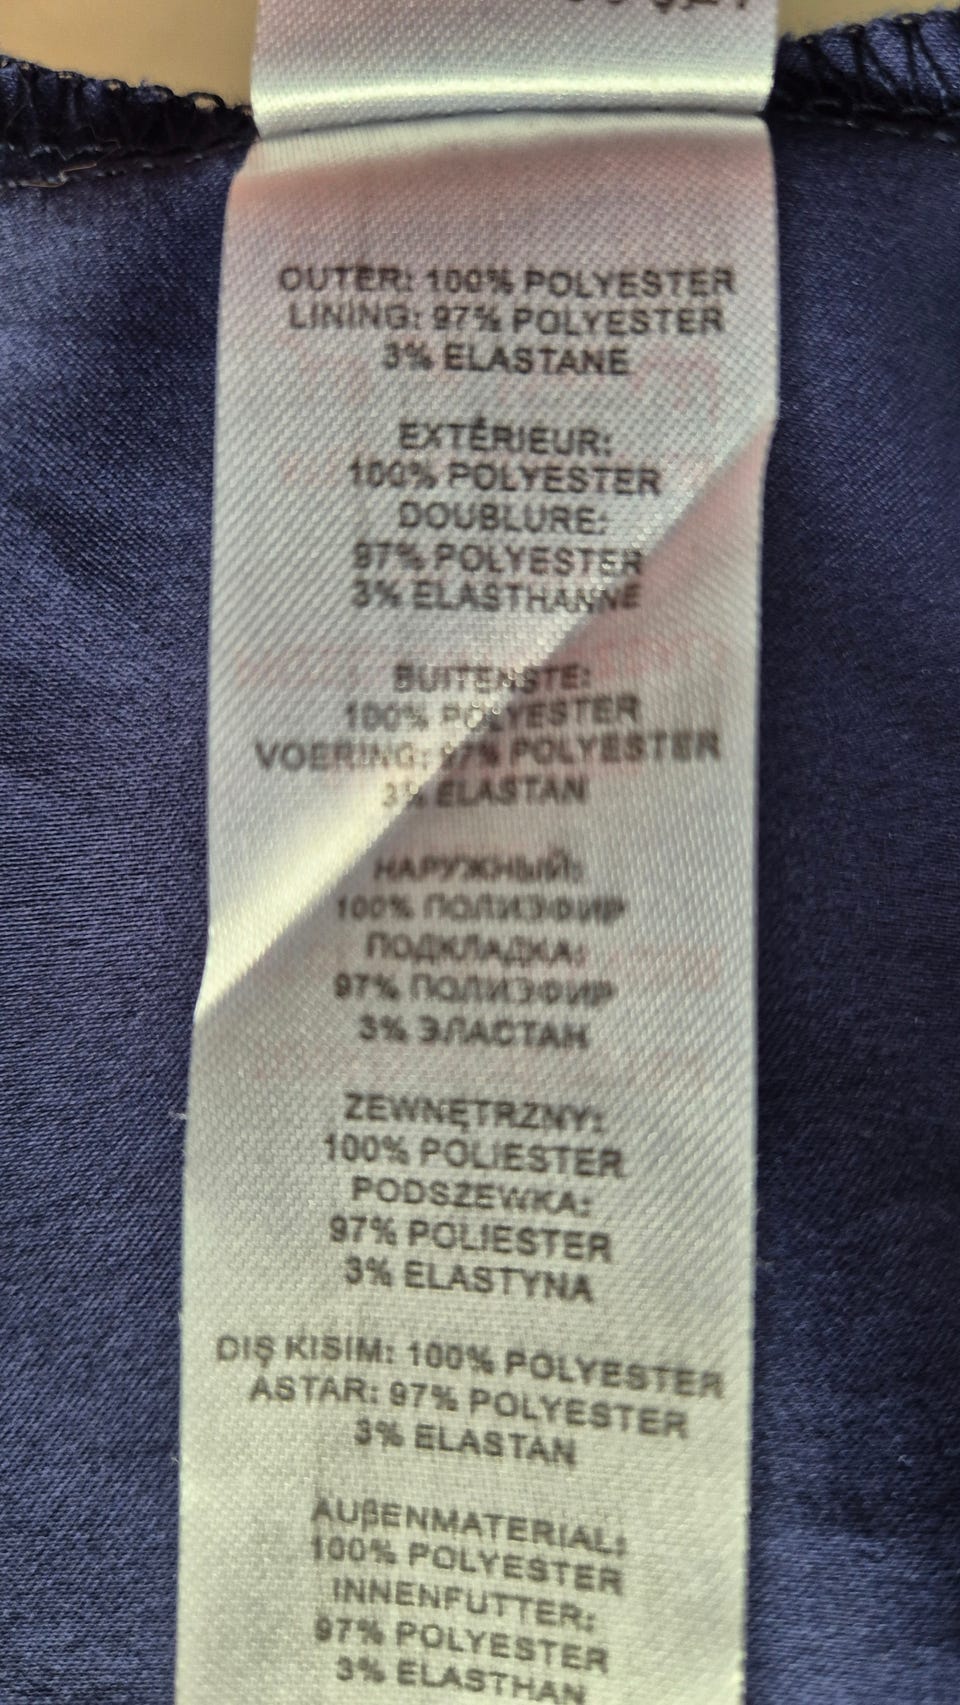 OUTER: 100% POLYESTER
LINING: 97% POLYESTER
3% ELASTANE
EXTÉRIEUR:
100% POLYESTER
DOUBLURE:
97% POLYESTER
3% ELASTHANNE
BUITENSTE:
100% POLYESTER
VOERING: 97% POLYESTER
3% ELASTAN
НАРУЖНЫЙ:
100% ПОЛИЭФИР
ПОДКЛАДКА:
97% ПОЛИЭФИР
3% ЭЛАСТАН
ZEWNĘTRZNY:
100% POLIESTER
PODSZEWKA:
97% POLIESTER
3% ELASTYNA
DIŞ KISIM: 100% POLYESTER
ASTAR: 97% POLYESTER
3% ELASTAN
AUßENMATERIAL:
100% POLYESTER
INNENFUTTER:
97% POLYESTER
3% ELASTHAN